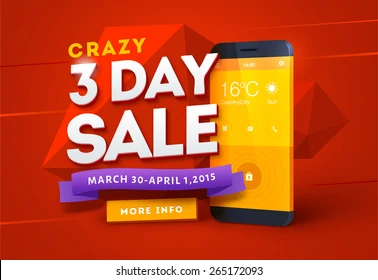 CRAZY
3 DAY
SALE
MARCH 30-APRIL 1,2015
MORE INFO
16°C
shutterstock.com · 265172093